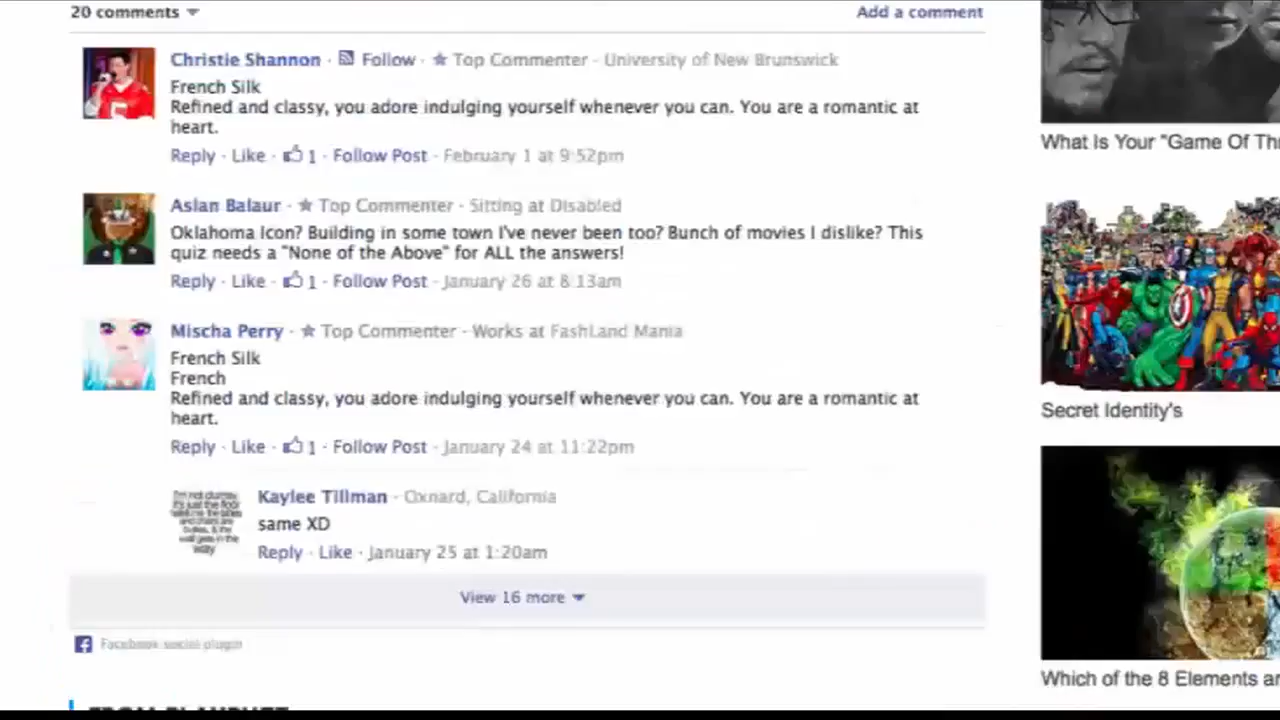 20 comments
Add a comment
Christie Shannon · Follow · Top Commenter · University of New Brunswick
French Silk
Refined and classy, you adore indulging yourself whenever you can. You are a romantic at
heart.
Reply · Like · 1 · Follow Post · February 1 at 9:52pm
Aslan Balaur · Top Commenter · Sitting at Disabled
Oklahoma Icon? Building in some town I've never been too? Bunch of movies I dislike? This
quiz needs a "None of the Above" for ALL the answers!
Reply · Like · 1 · Follow Post · January 26 at 8:13am
Mischa Perry · Top Commenter · Works at FashLand Mania
French Silk
French
Refined and classy, you adore indulging yourself whenever you can. You are a romantic at
heart.
Reply · Like · 1 · Follow Post · January 24 at 11:22pm
Kaylee Tillman · Oxnard, California
same XD
Reply · Like · January 25 at 1:20am
View 16 more
Facebook social plugin
What Is Your "Game Of Th
Secret Identity's
Which of the 8 Elements ar